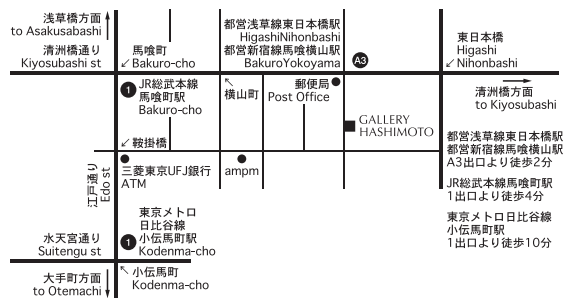 浅草橋方面
to Asakusabashi
清洲橋通り
Kiyosubashi st
馬喰町
↙Bakuro-cho
都営浅草線東日本橋駅
HigashiNihonbashi
都営新宿線馬喰横山駅
BakuroYokoyama
A3
東日本橋
Higashi
↙Nihonbashi
1
JR総武本線
馬喰町駅
Bakuro-cho
↖
横山町
郵便局
Post Office
清洲橋方面
to Kiyosubashi
GALLERY
HASHIMOTO
↙鞍掛橋
江戸通り
Edo st
三菱東京UFJ銀行
ATM
ampm
都営浅草線東日本橋駅
都営新宿線馬喰横山駅
A3出口より徒歩2分
JR総武本線馬喰町駅
1出口より徒歩4分
東京メトロ
日比谷線
小伝馬町駅
Kodenma-cho
1
東京メトロ日比谷線
小伝馬町駅
1出口より徒歩10分
水天宮通り
Suitengu st
大手町方面
to Otemachi
↖小伝馬町
Kodenma-cho